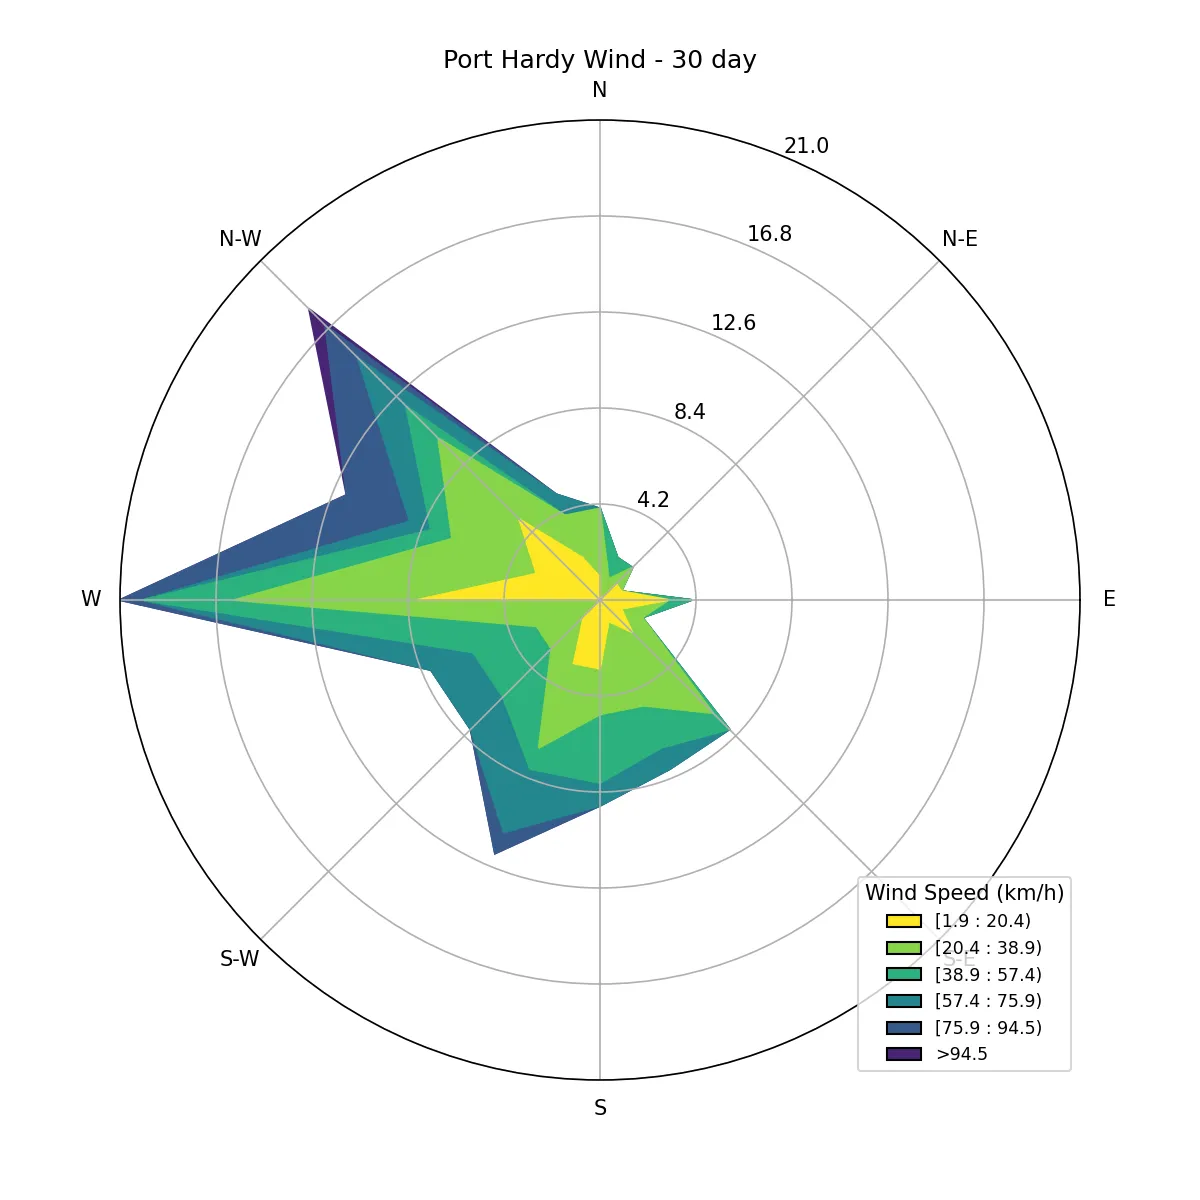 Port Hardy Wind - 30 day
N
21.0
N-W
N-E
16.8
12.6
8.4
4.2
W
E
S-W
S-E
S
Wind Speed (km/h)
[1.9 : 20.4)
[20.4 : 38.9)
[38.9 : 57.4)
[57.4 : 75.9)
[75.9 : 94.5)
>94.5